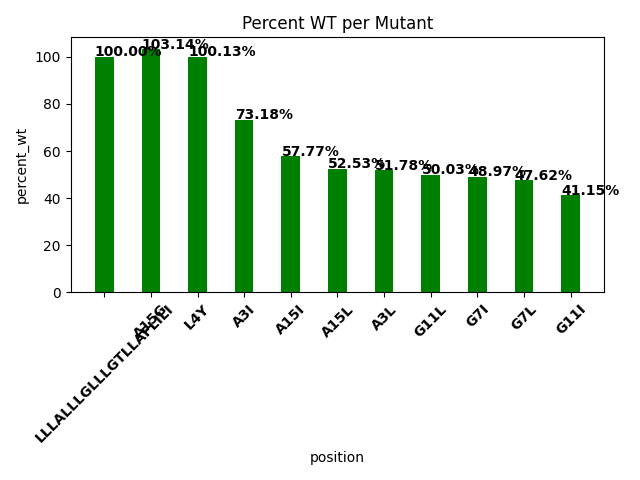 Percent WT per Mutant
percent_wt
100
80
60
40
20
0
100.00%
103.14%
100.13%
73.18%
57.77%
52.53%
51.78%
50.03%
48.97%
47.62%
41.15%
A15C
L4Y
A3I
A15I
A15L
A3L
G11L
G7I
G7L
G11I
position